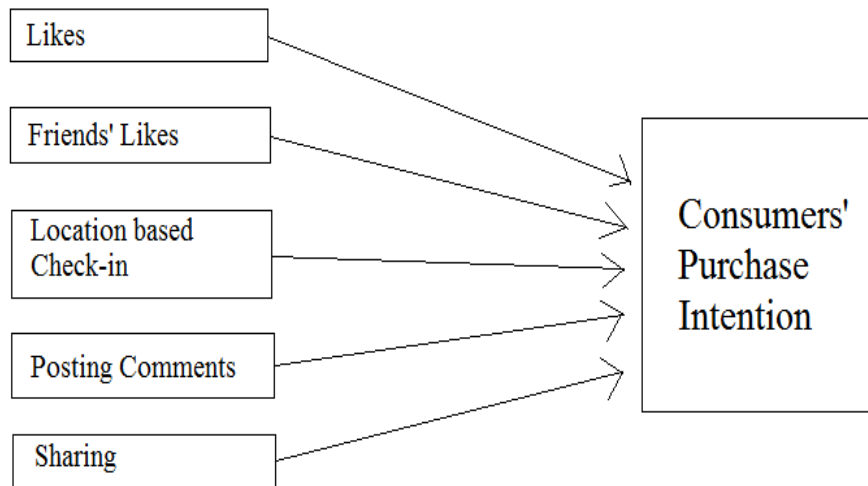 Likes
Friends' Likes
Location based
Check-in
Posting Comments
Sharing
Consumers'
Purchase
Intention